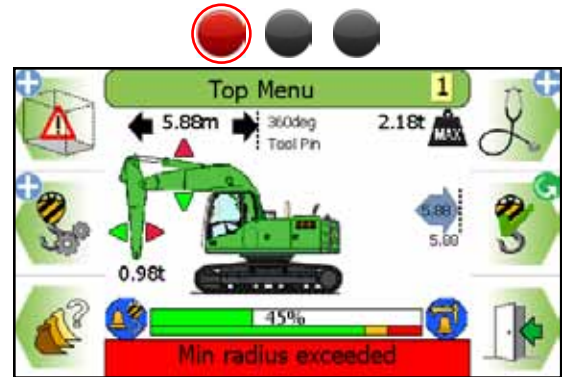 Top Menu 1
5.88m 360deg 2.18t MAX
Tool Pin
5.88
5.00
0.98t
45%
Min radius exceeded